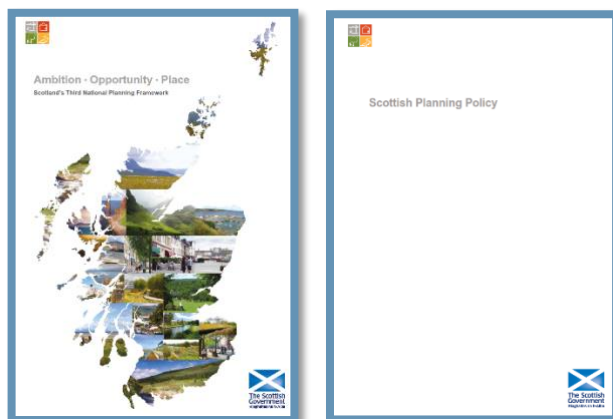 Ambition · Opportunity · Place
Scotland's Third National Planning Framework
The Scottish
Government
Scottish Planning Policy
The Scottish
Government